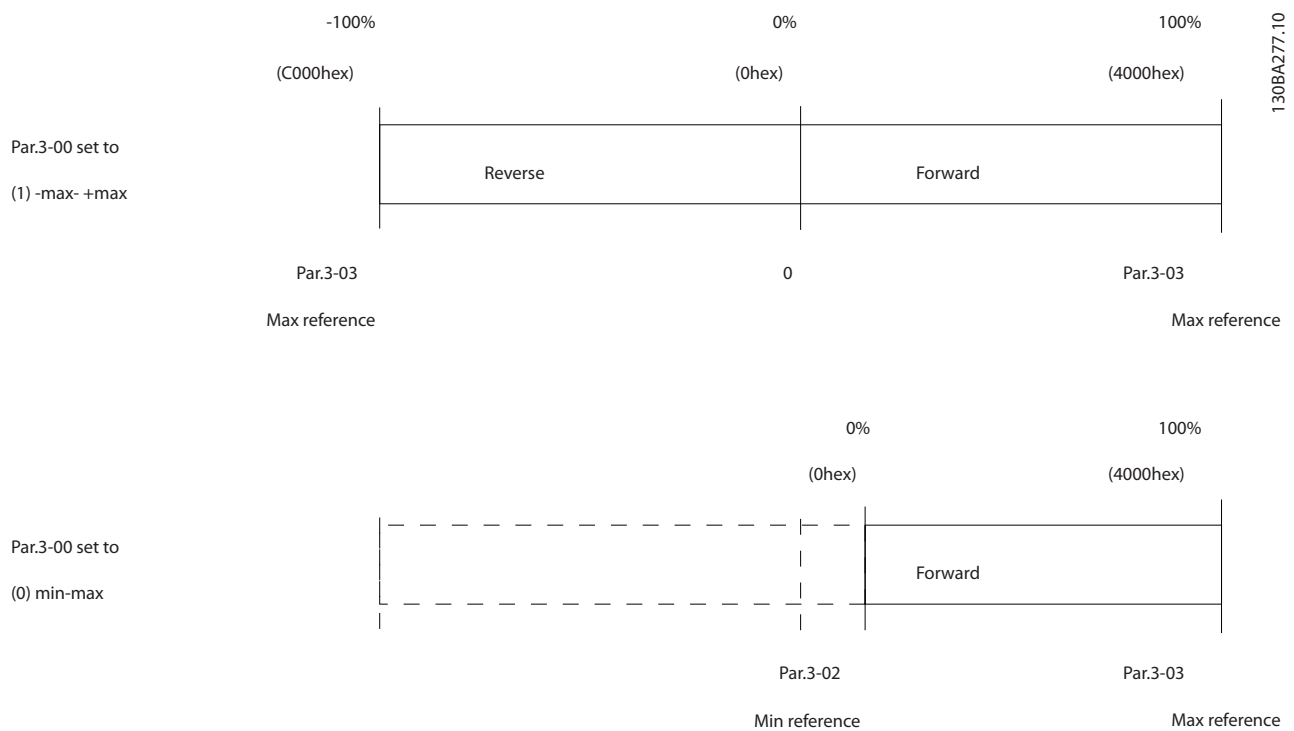 -100% 0% 100%
(C000hex) (0hex) (4000hex)
130BA277.10
Par.3-00 set to
(1) -max- +max
Reverse Forward
Par.3-03 0 Par.3-03
Max reference Max reference
0% 100%
(0hex) (4000hex)
Par.3-00 set to
(0) min-max
Forward
Par.3-02 Par.3-03
Min reference Max reference